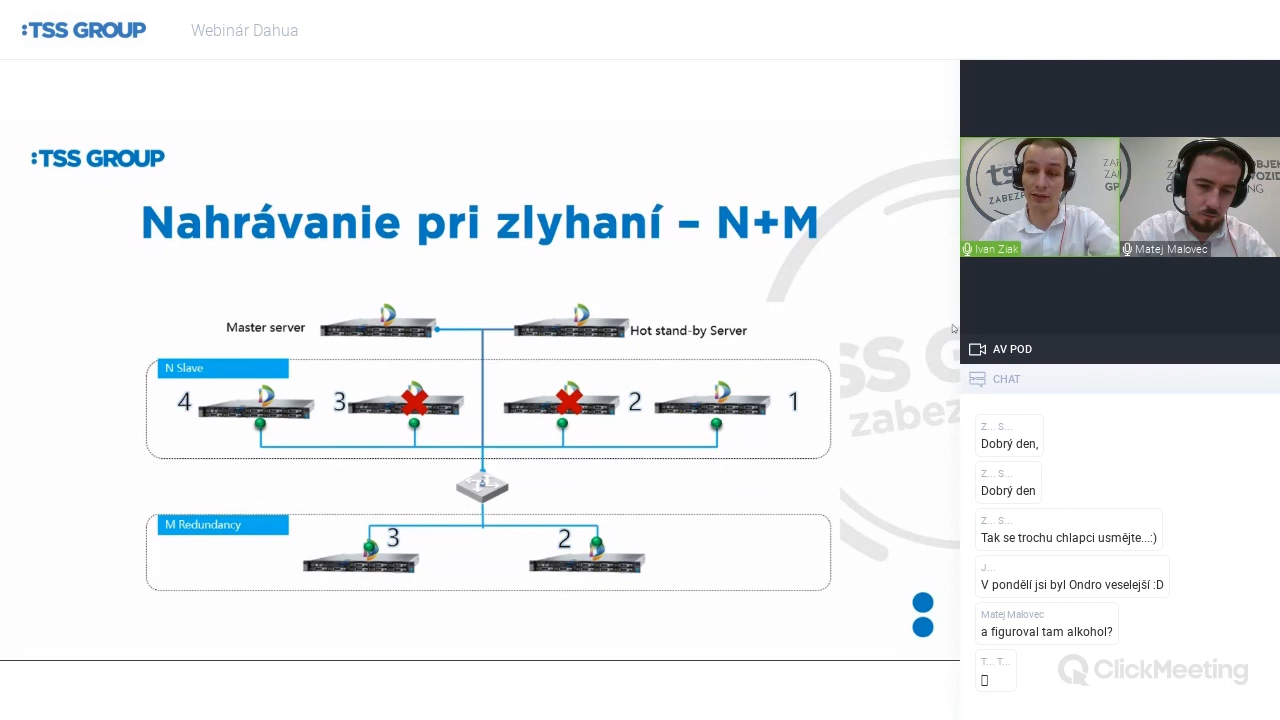 :TSS GROUP
Webinár Dahua
:TSS GROUP
Nahrávanie pri zlyhaní – N+M
Master server
Hot stand-by Server
N Slave
4
3
2
1
M Redundancy
3
2
Ivan Ziak
Matej Malovec
AV POD
CHAT
Z... S...
Dobrý den,
Z... S...
Dobrý den
Z... S...
Tak se trochu chlapci usmějte...:)
J...
V pondělí jsi byl Ondro veselejší :D
Matej Malovec
a figuroval tam alkohol?
T... T...
ClickMeeting